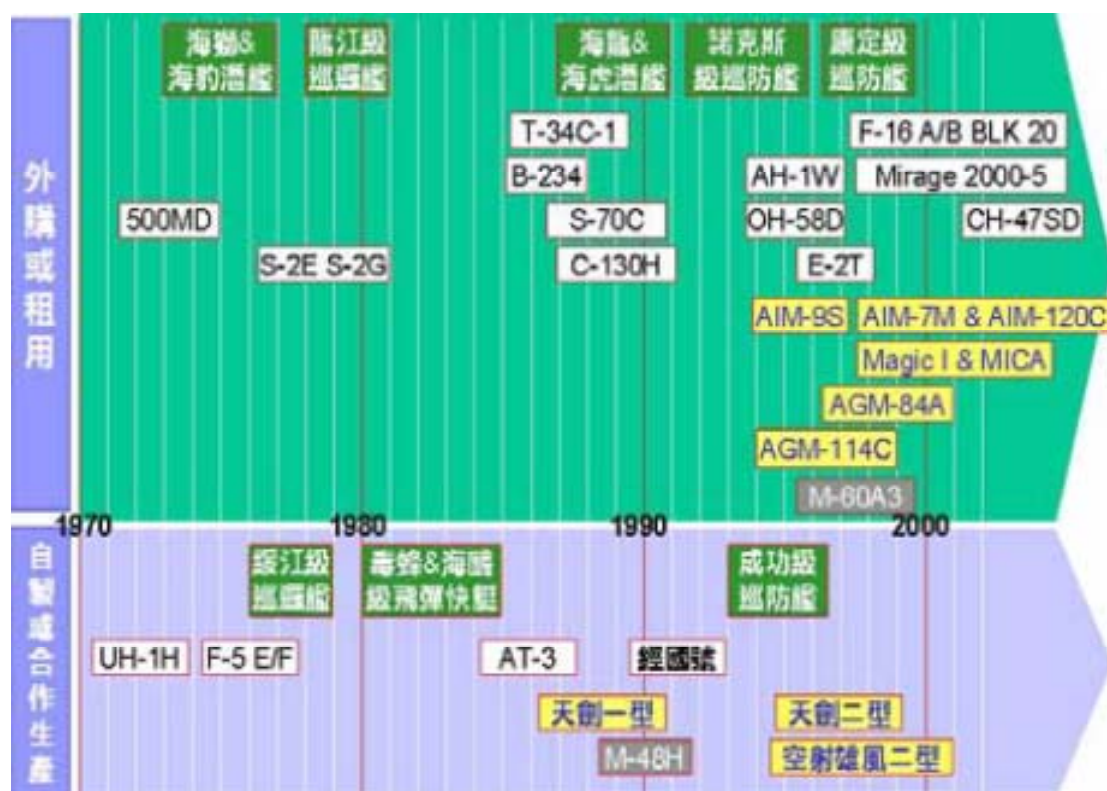 外購或租用
海獅&
海豹潛艦
龍江級
巡邏艦
海龍&
海虎潛艦
諾克斯
級巡防艦
康定級
巡防艦
T-34C-1
F-16 A/B BLK 20
B-234
AH-1W
Mirage 2000-5
500MD
S-70C
OH-58D
CH-47SD
S-2E S-2G
C-130H
E-2T
AIM-9S
AIM-7M & AIM-120C
Magic I & MICA
AGM-84A
AGM-114C
M-60A3
1970
1980
1990
2000
自製或合作生產
綏江級
巡邏艦
毒蜂&海鷗
級飛彈快艇
成功級
巡防艦
UH-1H
F-5 E/F
AT-3
經國號
天劍一型
天劍二型
M-48H
空射雄風二型